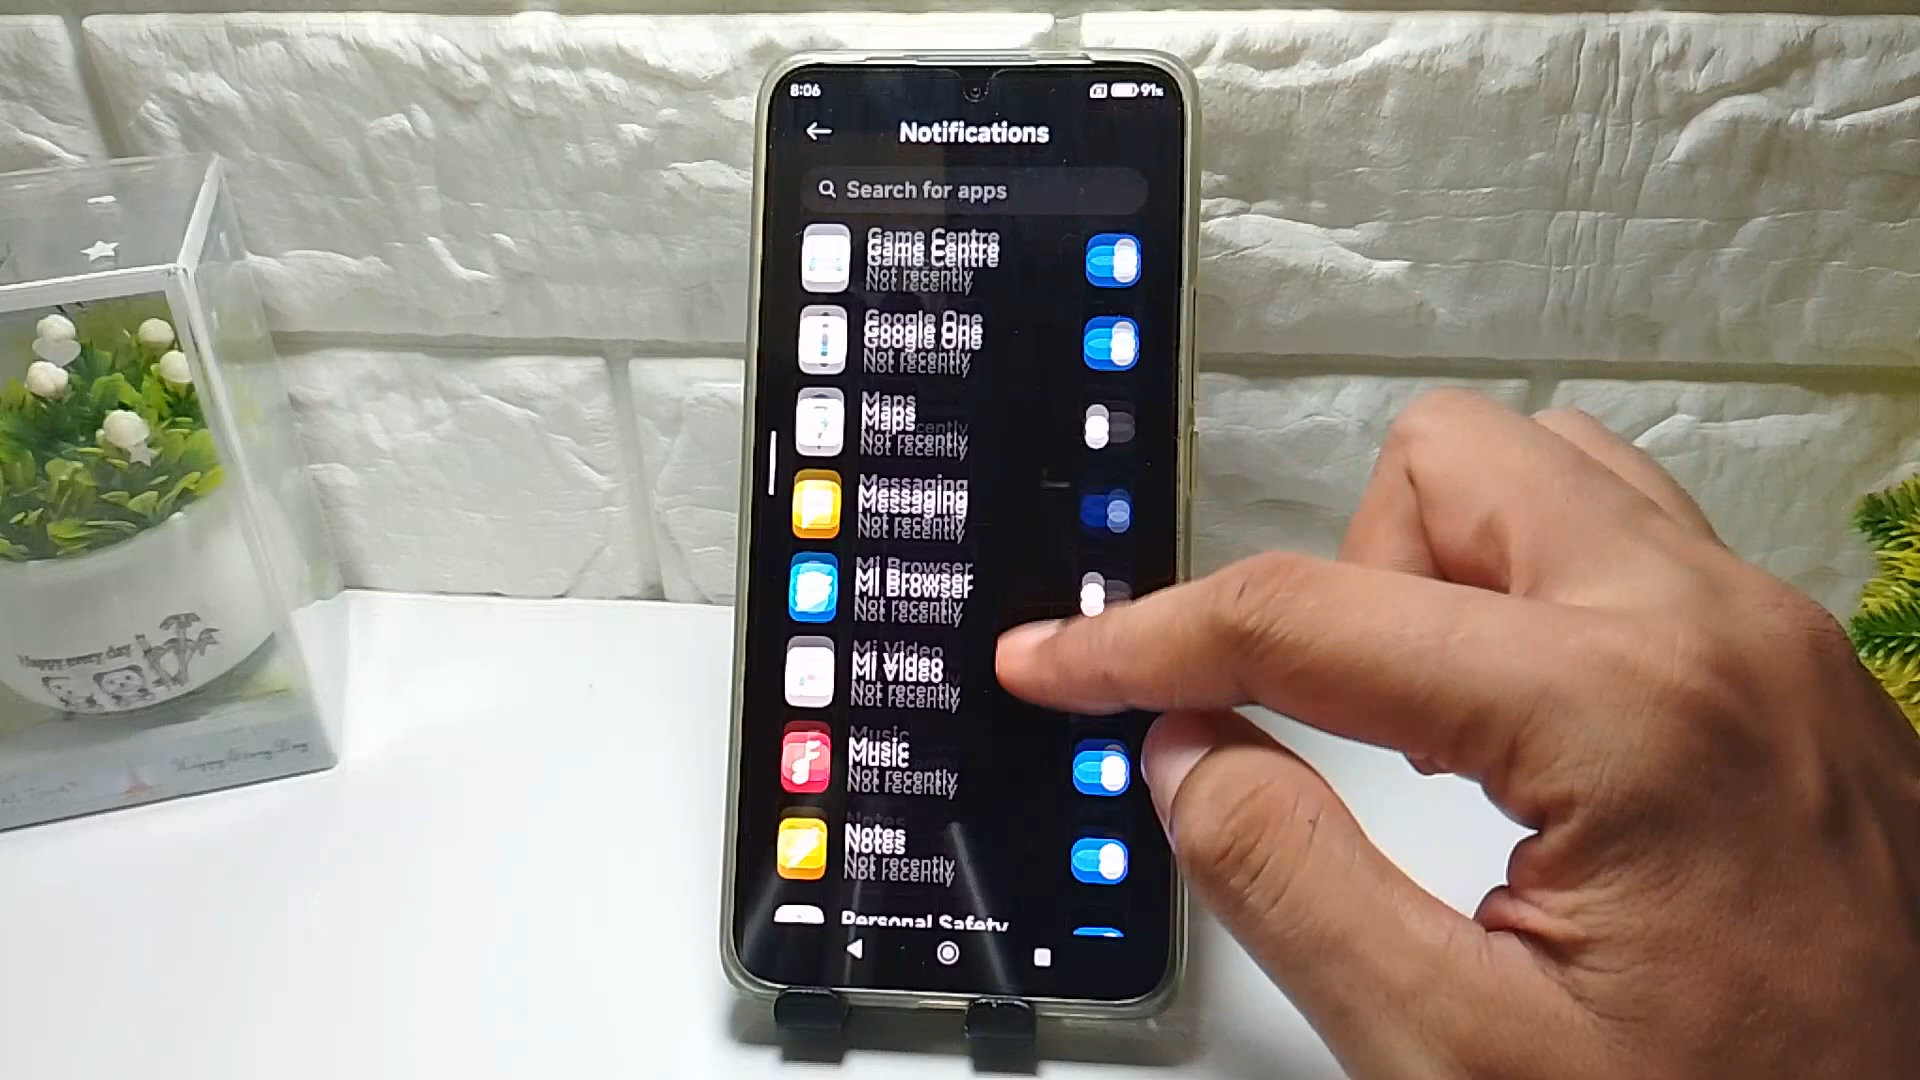 8:06
91%
Notifications
Search for apps
Game Centre
Not recently
Google One
Not recently
Maps
Not recently
Messaging
Not recently
Mi Browser
Not recently
Mi Video
Not recently
Music
Not recently
Notes
Not recently
Personal Safety